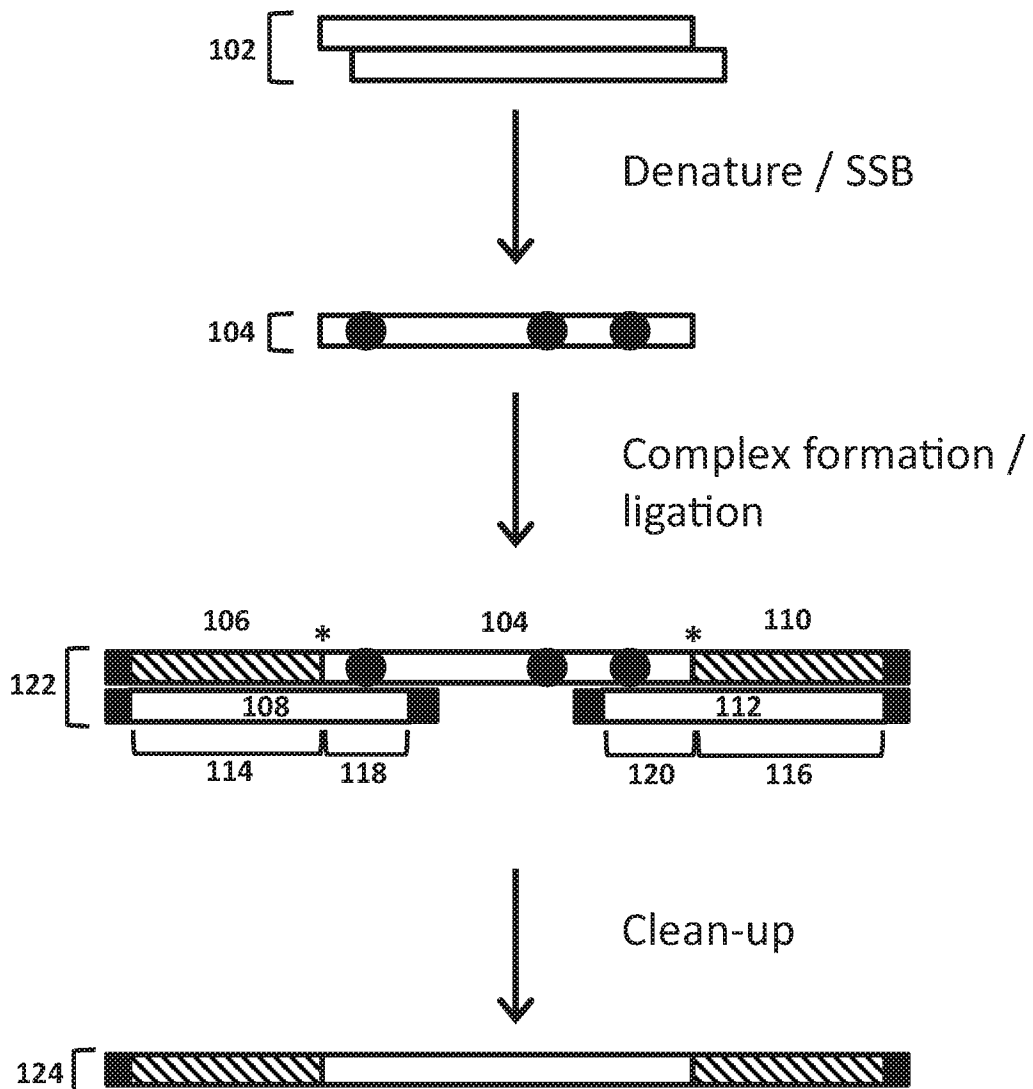 102
Denature / SSB
104
Complex formation /
ligation
106 * 104 * 110
122
108 112
114 118 120 116
Clean-up
124